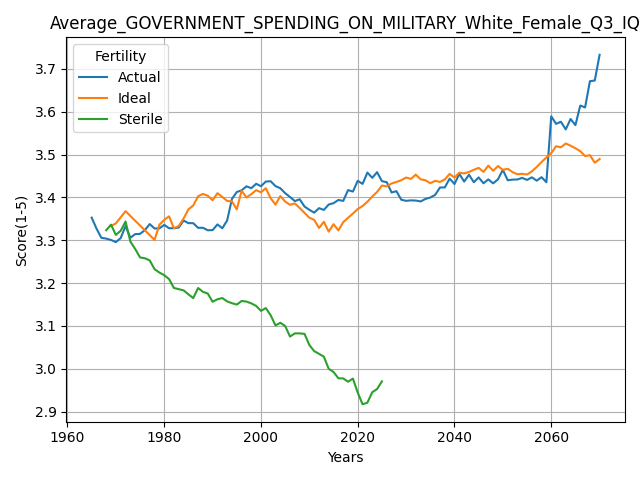 Average_GOVERNMENT_SPENDING_ON_MILITARY_White_Female_Q3_IQ
Fertility
Actual
Ideal
Sterile
Score(1-5)
3.7
3.6
3.5
3.4
3.3
3.2
3.1
3.0
2.9
1960
1980
2000
2020
2040
2060
Years